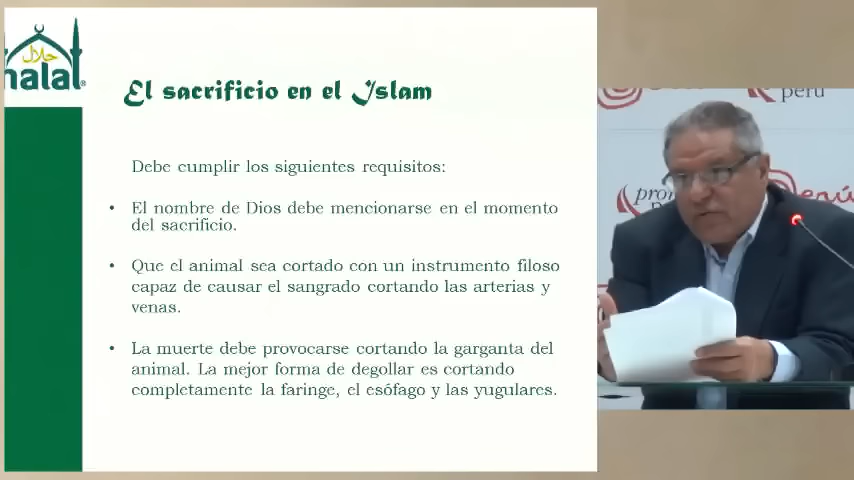 حلال
halal
El sacrificio en el Islam
Debe cumplir los siguientes requisitos:
• El nombre de Dios debe mencionarse en el momento
del sacrificio.
• Que el animal sea cortado con un instrumento filoso
capaz de causar el sangrado cortando las arterias y
venas.
• La muerte debe provocarse cortando la garganta del
animal. La mejor forma de degollar es cortando
completamente la faringe, el esófago y las yugulares.
perú
prom
Perú